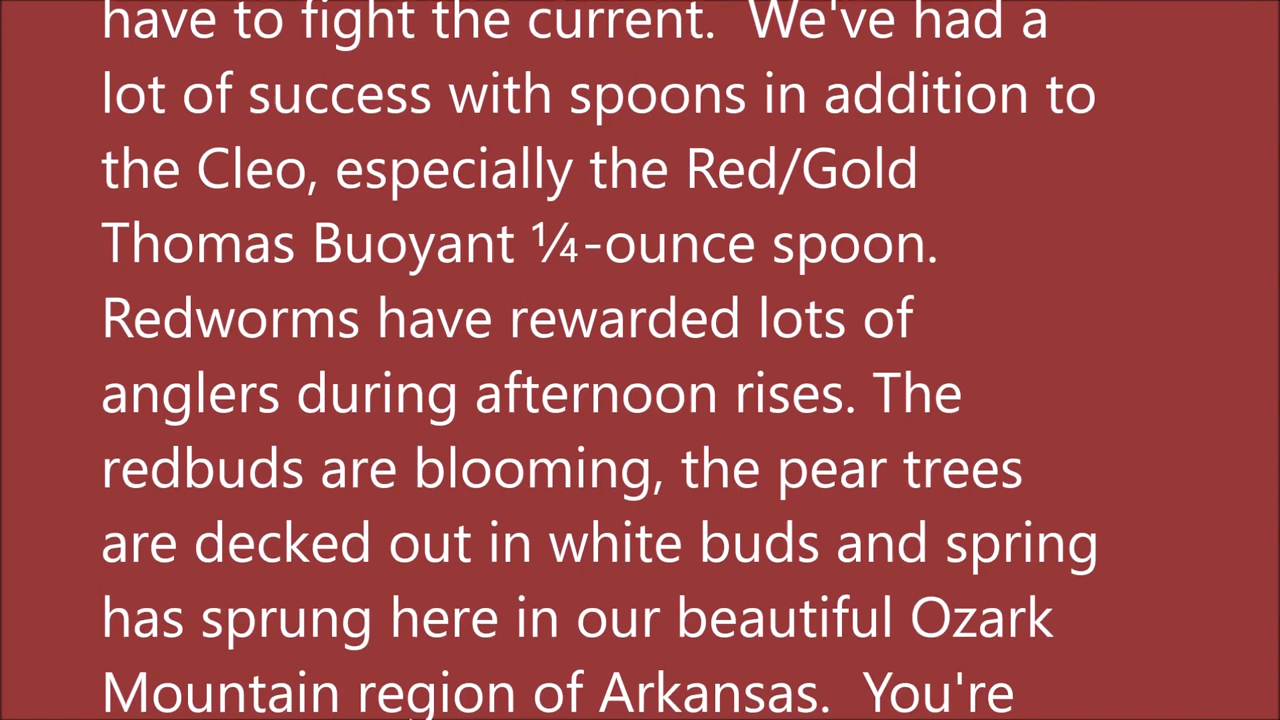 have to fight the current.  We've had a
lot of success with spoons in addition to
the Cleo, especially the Red/Gold
Thomas Buoyant ¼-ounce spoon.
Redworms have rewarded lots of
anglers during afternoon rises. The
redbuds are blooming, the pear trees
are decked out in white buds and spring
has sprung here in our beautiful Ozark
Mountain region of Arkansas.  You're